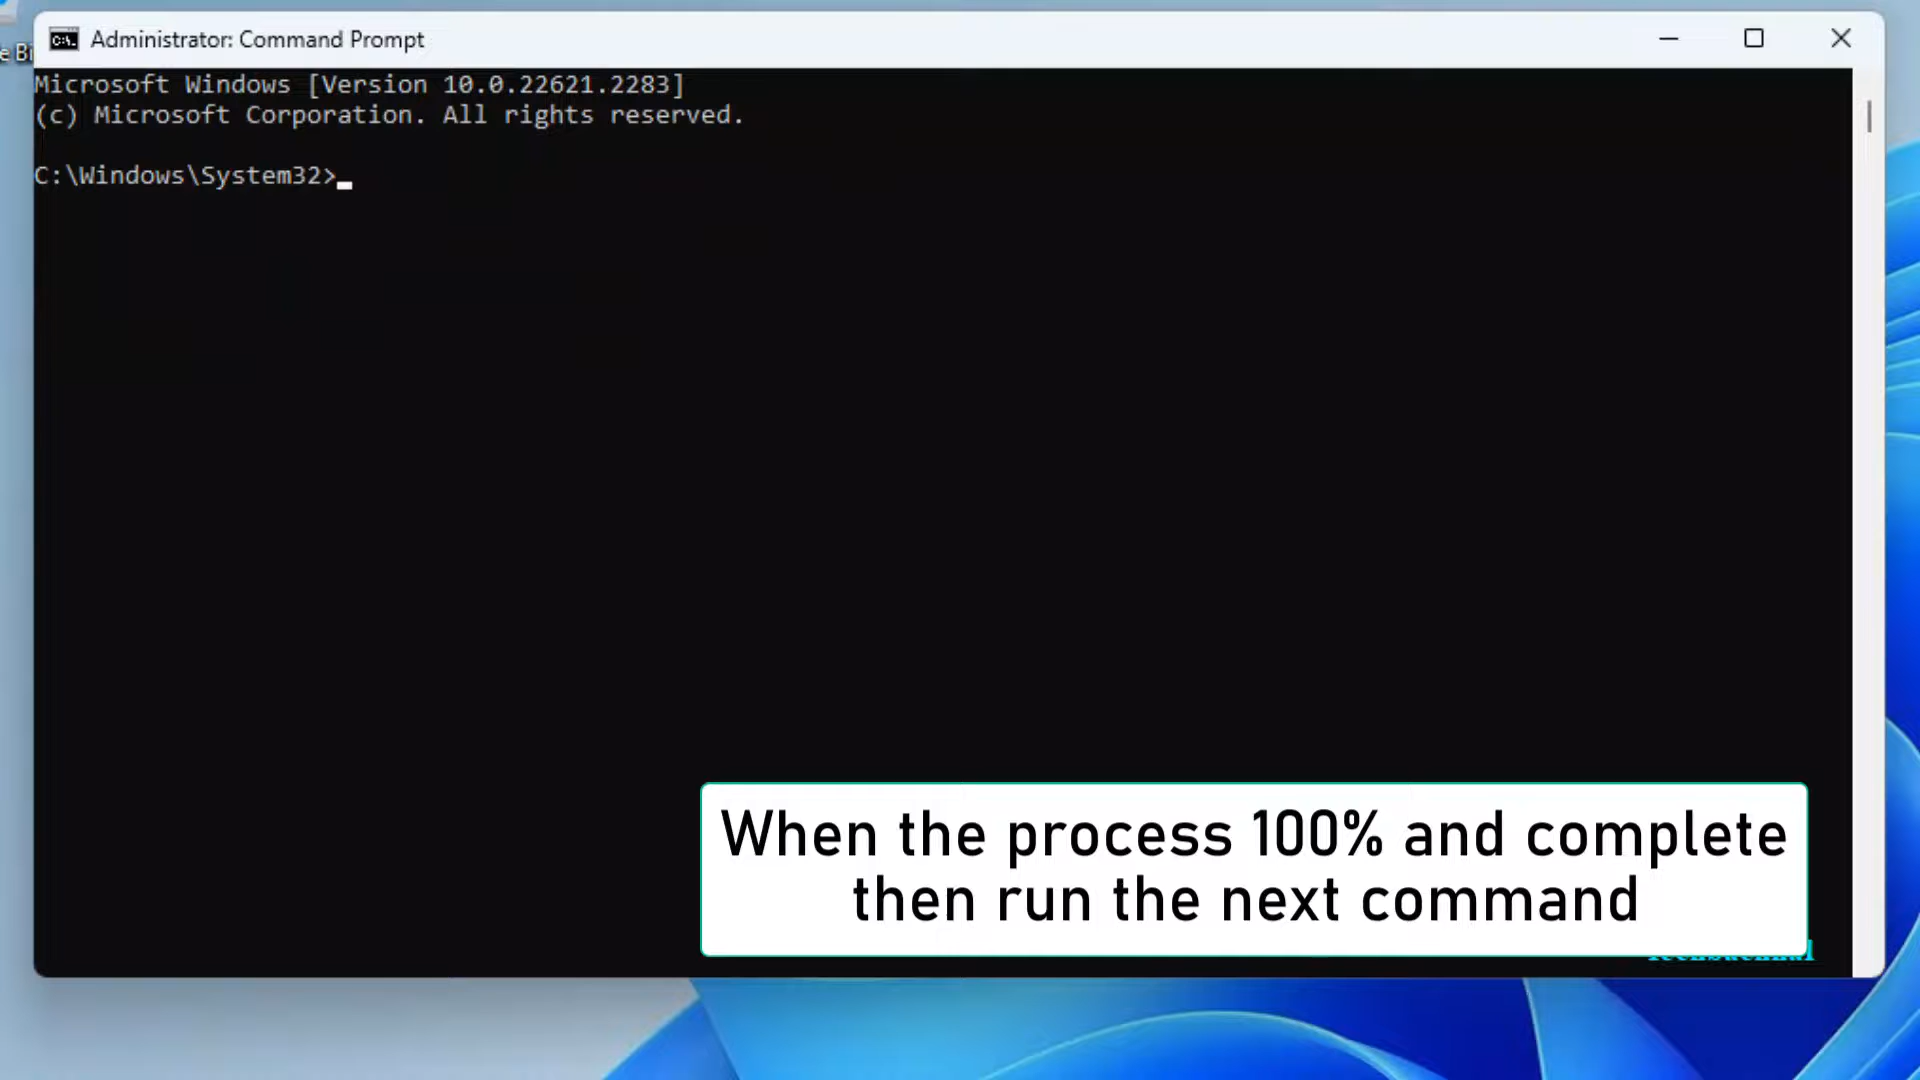 e Bi
Administrator: Command Prompt
Microsoft Windows [Version 10.0.22621.2283]
(c) Microsoft Corporation. All rights reserved.
C:\Windows\System32>
When the process 100% and complete
then run the next command